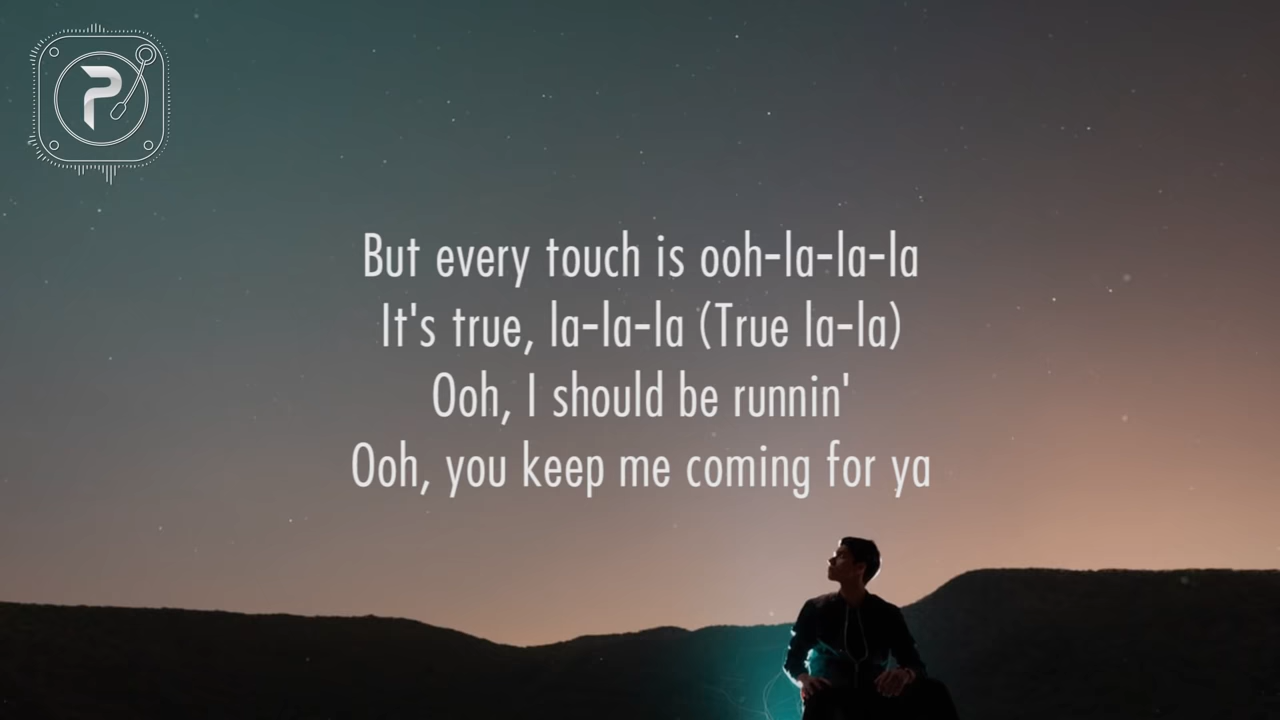 But every touch is ooh-la-la-la
It's true, la-la-la (True la-la)
Ooh, I should be runnin'
Ooh, you keep me coming for ya